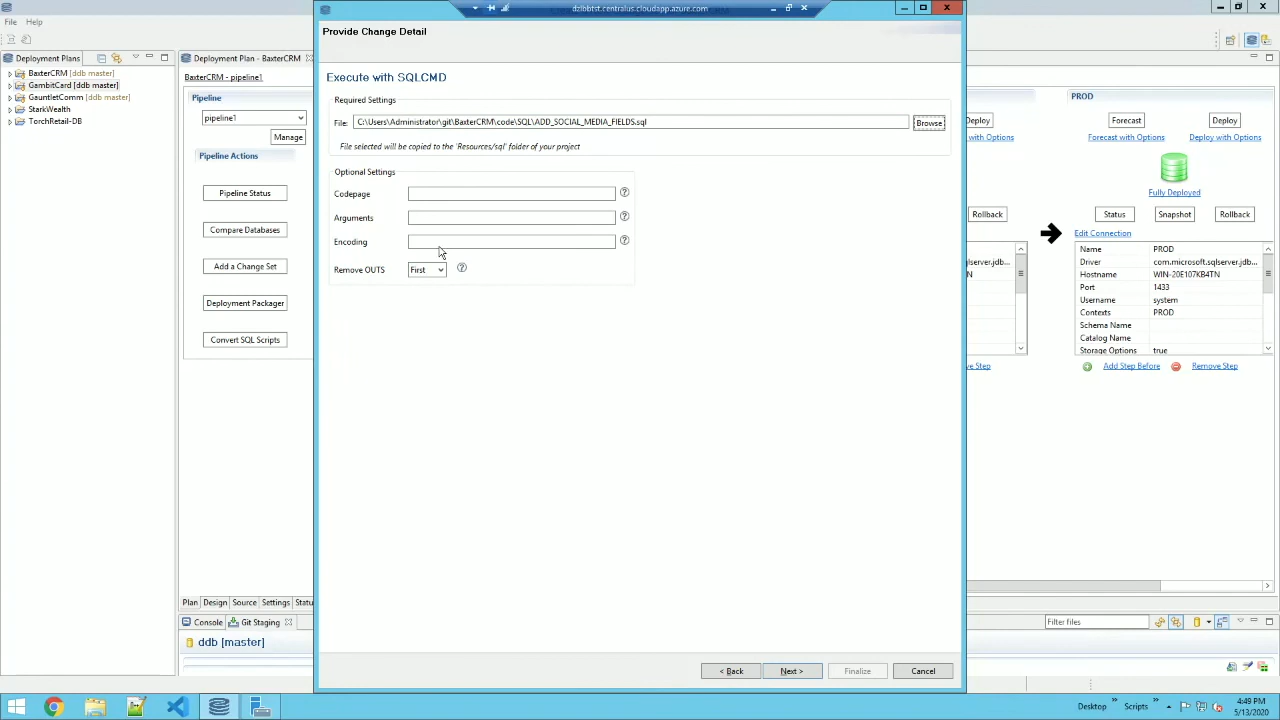 dzlbbtst.centralus.cloudapp.azure.com
File Help
Provide Change Detail
Execute with SQLCMD
Required Settings
File: C:\Users\Administrator\git\BaxterCRM\code\SQL\ADD_SOCIAL_MEDIA_FIELDS.sql Browse
File selected will be copied to the 'Resources/sql' folder of your project
Optional Settings
Codepage
Arguments
Encoding
Remove OUTS First
< Back Next > Finalize Cancel
Deployment Plans
BaxterCRM [ddb master]
GambitCard [ddb master]
GauntletComm [ddb master]
StarkWealth
TorchRetail-DB
Deployment Plan - BaxterCRM
BaxterCRM - pipeline1
Pipeline
pipeline1
Manage
Pipeline Actions
Pipeline Status
Compare Databases
Add a Change Set
Deployment Packager
Convert SQL Scripts
Plan Design Source Settings Statu
Console Git Staging
ddb [master]
PROD
Deploy Forecast Deploy
with Options Forecast with Options Deploy with Options
Fully Deployed
Rollback Status Snapshot Rollback
Edit Connection
Name PROD
lserver.jdb... Driver com.microsoft.sqlserver.jdb...
N Hostname WIN-20E107KB4TN
Port 1433
Username system
Contexts PROD
Schema Name
Catalog Name
Storage Options true
ve Step Add Step Before Remove Step
Filter files
Desktop Scripts 4:49 PM
5/13/2020